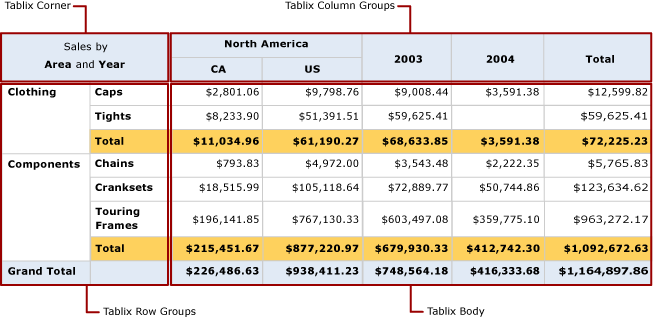 Tablix Corner Tablix Column Groups
Sales by North America
Area and Year 2003 2004 Total
CA US
Clothing Caps $2,801.06 $9,798.76 $9,008.44 $3,591.38 $12,599.82
Tights $8,233.90 $51,391.51 $59,625.41 $59,625.41
Total $11,034.96 $61,190.27 $68,633.85 $3,591.38 $72,225.23
Components Chains $793.83 $4,972.00 $3,543.48 $2,222.35 $5,765.83
Cranksets $18,515.99 $105,118.64 $72,889.77 $50,744.86 $123,634.62
Touring
Frames $196,141.85 $767,130.33 $603,497.08 $359,775.10 $963,272.17
Total $215,451.67 $877,220.97 $679,930.33 $412,742.30 $1,092,672.63
Grand Total $226,486.63 $938,411.23 $748,564.18 $416,333.68 $1,164,897.86
Tablix Row Groups Tablix Body